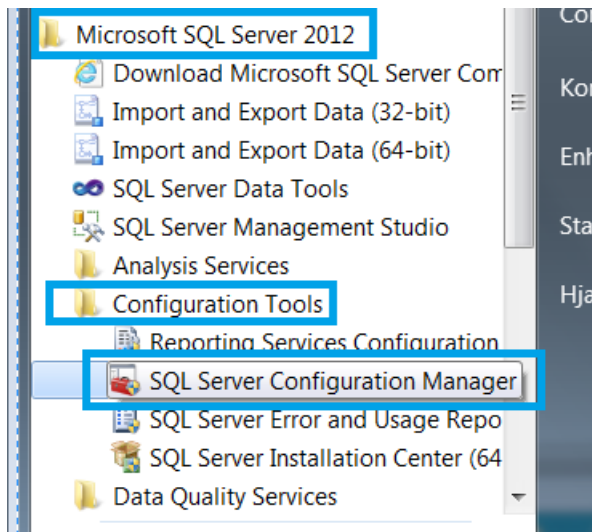 Microsoft SQL Server 2012
Download Microsoft SQL Server Com
Import and Export Data (32-bit)
Import and Export Data (64-bit)
SQL Server Data Tools
SQL Server Management Studio
Analysis Services
Configuration Tools
Reporting Services Configuration
SQL Server Configuration Manager
SQL Server Error and Usage Repo
SQL Server Installation Center (64
Data Quality Services
Kor
Enh
Sta
Hja